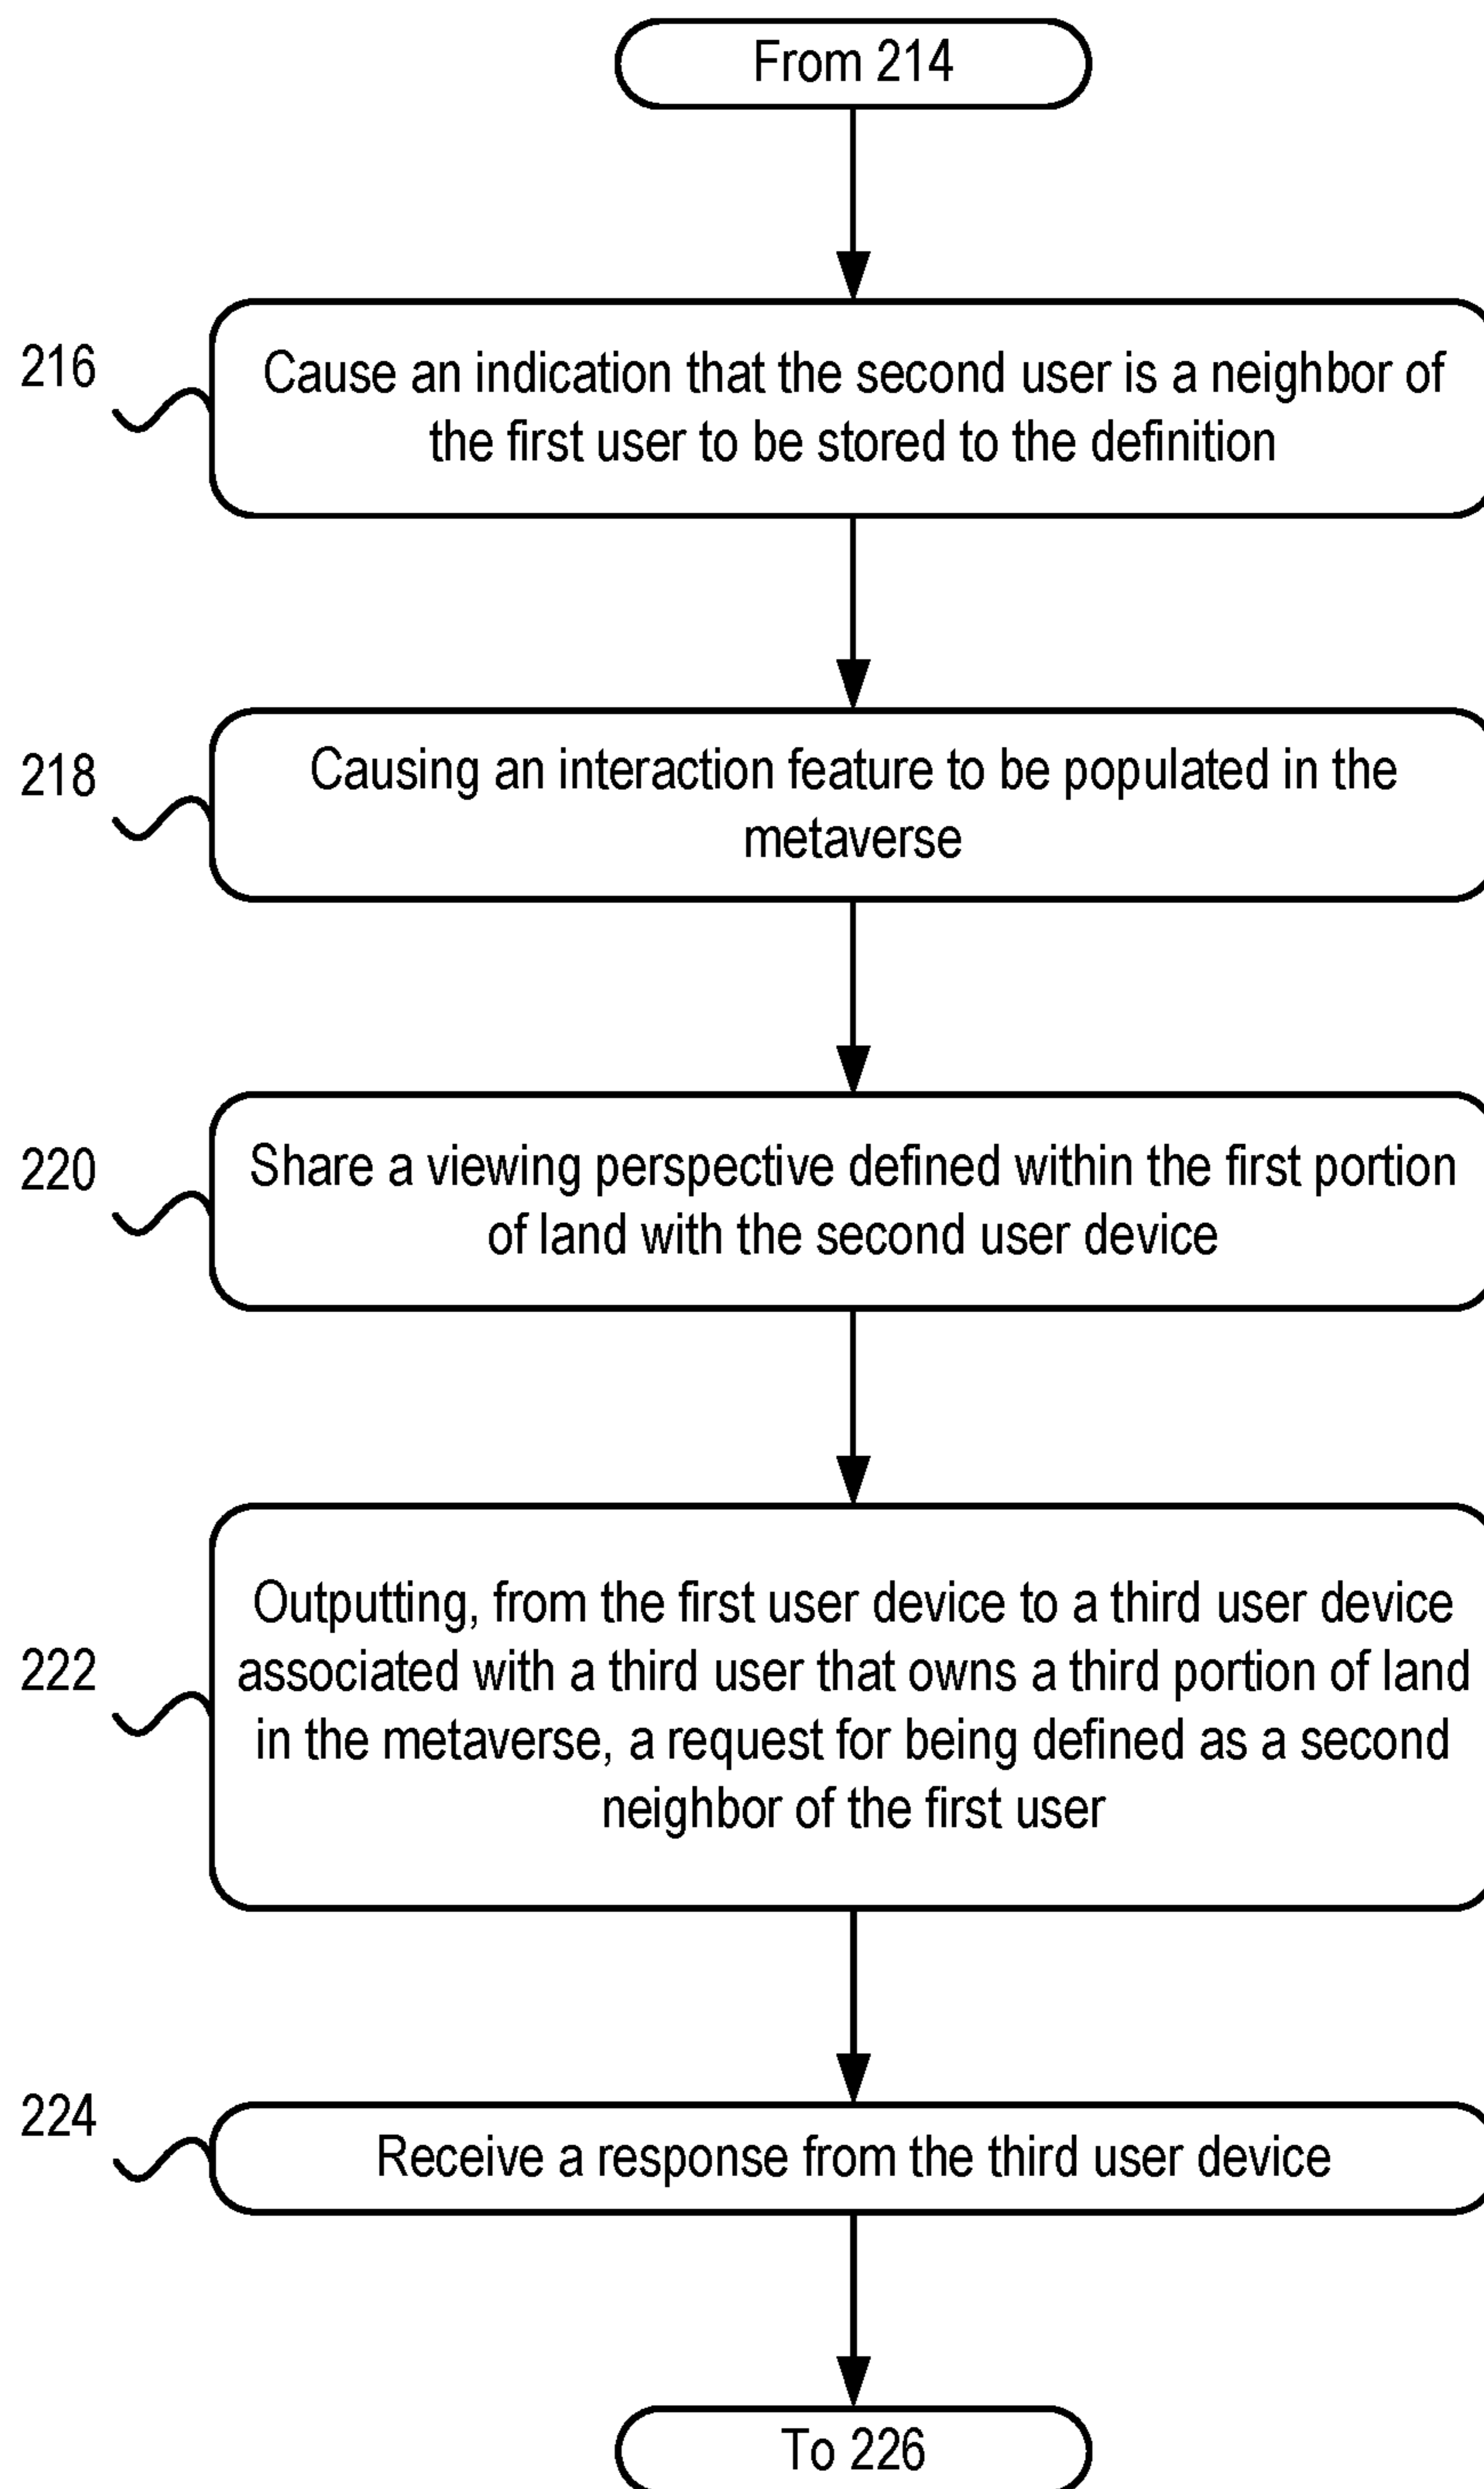 From 214
216
Cause an indication that the second user is a neighbor of
the first user to be stored to the definition
218
Causing an interaction feature to be populated in the
metaverse
220
Share a viewing perspective defined within the first portion
of land with the second user device
222
Outputting, from the first user device to a third user device
associated with a third user that owns a third portion of land
in the metaverse, a request for being defined as a second
neighbor of the first user
224
Receive a response from the third user device
To 226